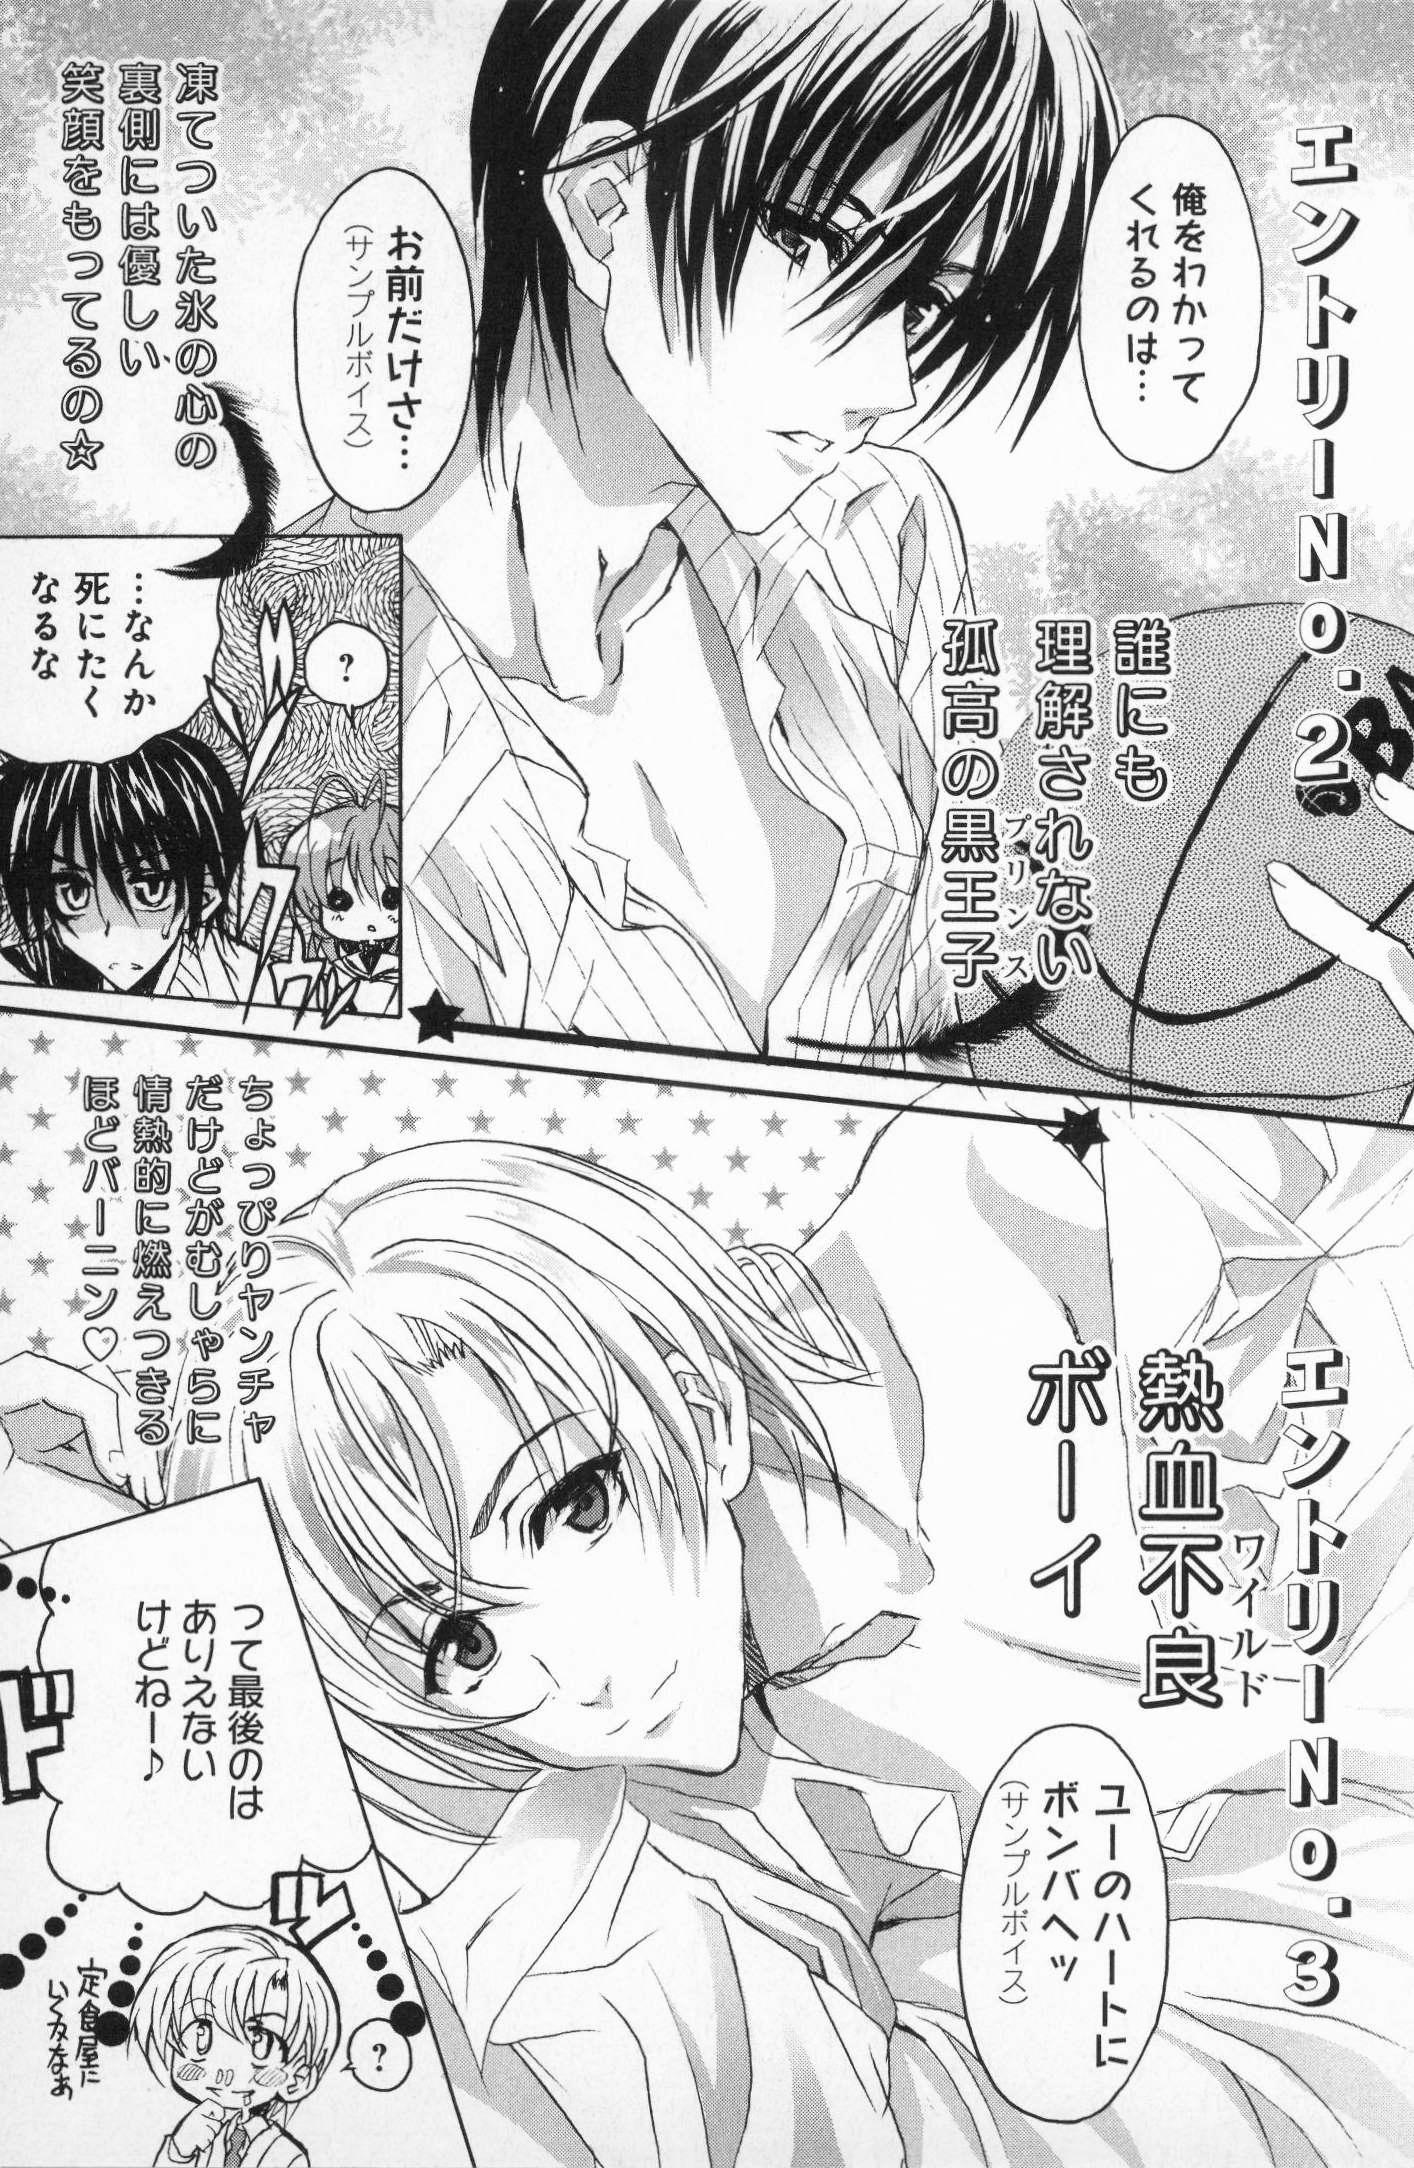 エントリーNo.2
俺をわかって
くれるのは…
誰にも
理解されない
孤高の黒王子
プリンス
お前だけさ…
(サンプルボイス)
凍てついた氷の心の
裏側には優しい
笑顔をもってるの☆
BA
?
…なんか
死にたく
なるな
エントリーNo.3
熱血不良
ワイルド
ボーイ
ユーのハートに
ボンバヘッ
(サンプルボイス)
ちょっぴりヤンチャ
だけどがむしゃらに
情熱的に燃えつきる
ほどバーニン♡
って最後のは
ありえない
けどねー♪
ド
ッ
?
定食屋に
いくかなぁ